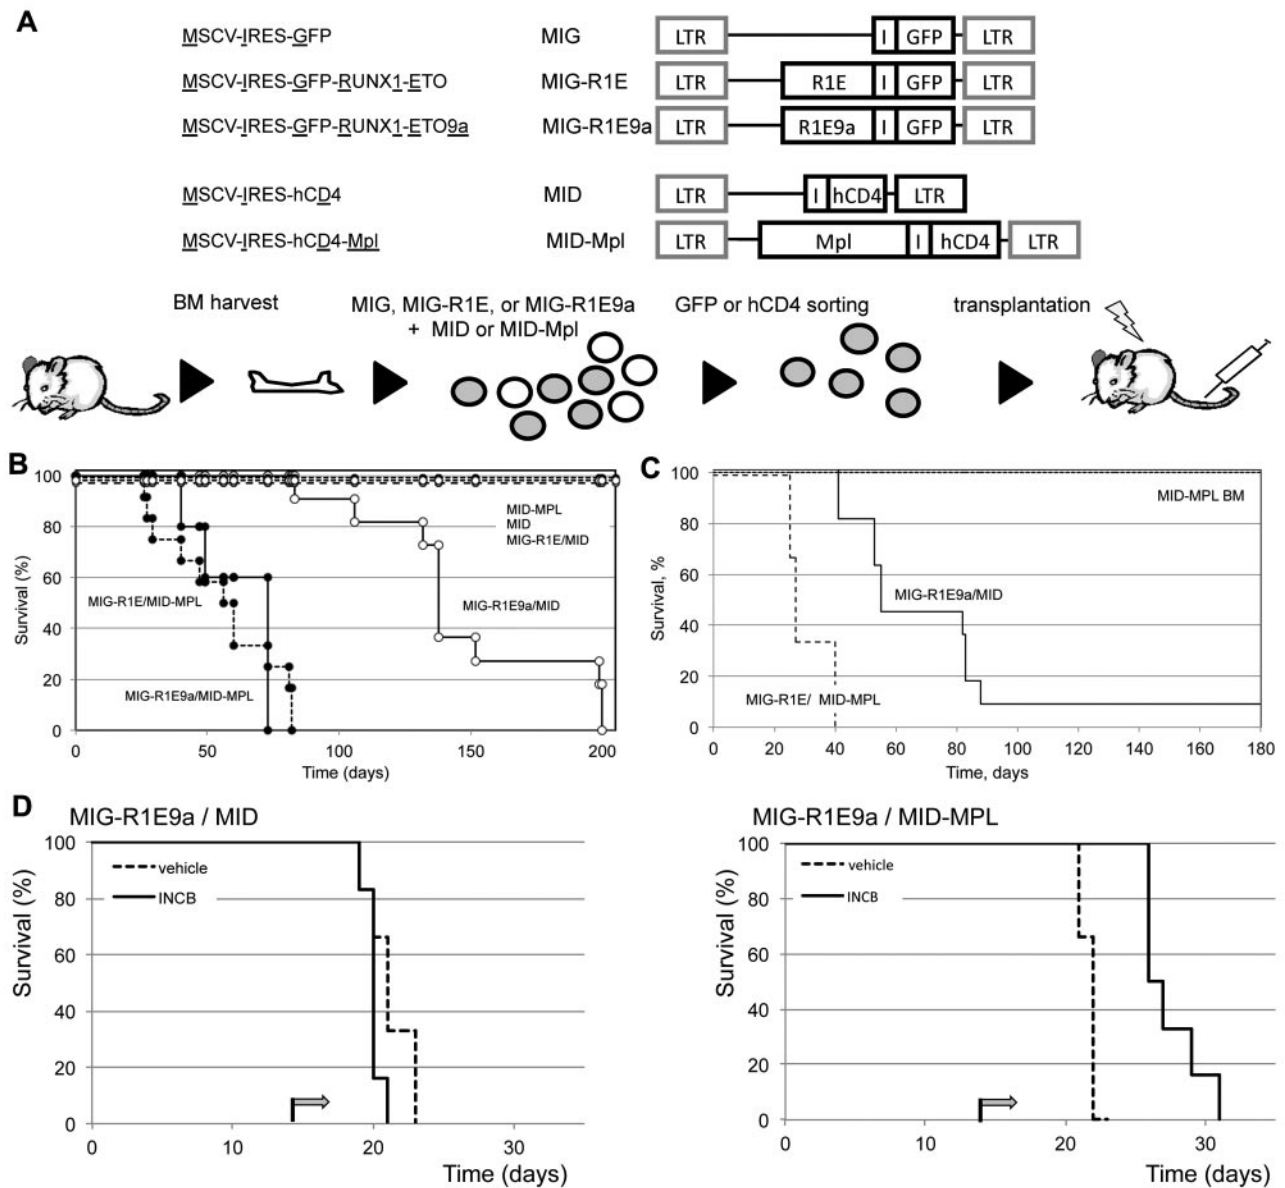 A
MSCV-IRES-GFP MIG LTR I GFP LTR
MSCV-IRES-GFP-RUNX1-ETO MIG-R1E LTR R1E I GFP LTR
MSCV-IRES-GFP-RUNX1-ETO9a MIG-R1E9a LTR R1E9a I GFP LTR
MSCV-IRES-hCD4 MID LTR I hCD4 LTR
MSCV-IRES-hCD4-Mpl MID-Mpl LTR Mpl I hCD4 LTR
BM harvest
MIG, MIG-R1E, or MIG-R1E9a
+ MID or MID-Mpl
GFP or hCD4 sorting
transplantation
B
Survival (%)
100
80
60
40
20
0
MID-MPL
MID
MIG-R1E/MID
MIG-R1E/MID-MPL
MIG-R1E9a/MID
MIG-R1E9a/MID-MPL
0 50 100 150 200
Time (days)
C
Survival, %
100
80
60
40
20
0
MID-MPL BM
MIG-R1E9a/MID
MIG-R1E/ MID-MPL
0 20 40 60 80 100 120 140 160 180
Time, days
D
MIG-R1E9a / MID
Survival (%)
100
80
60
40
20
0
vehicle
INCB
0 10 20 30
Time (days)
MIG-R1E9a / MID-MPL
Survival (%)
100
80
60
40
20
0
vehicle
INCB
0 10 20 30
Time (days)